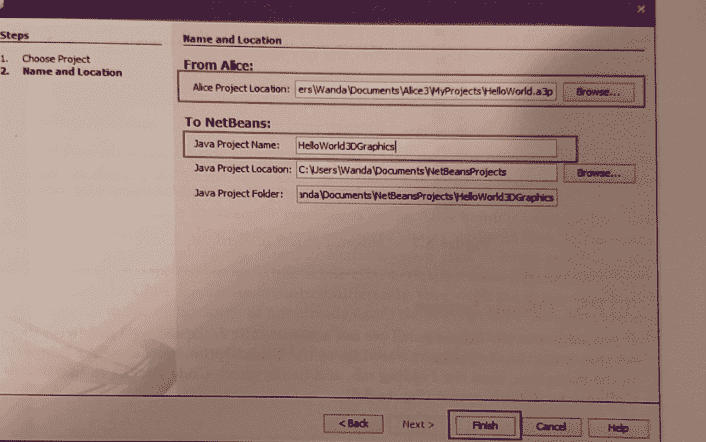 Steps
1. Choose Project
2. Name and Location
Name and Location
From Alice:
Alice Project Location: ers\Wanda\Documents\Alice3\MyProjects\HelloWorld.a3p Browse...
To NetBeans:
Java Project Name: HelloWorld3DGraphics
Java Project Location: C:\Users\Wanda\Documents\NetBeansProjects Browse...
Java Project Folder: anda\Documents\NetBeansProjects\HelloWorld3DGraphics
< Back Next > Finish Cancel Help